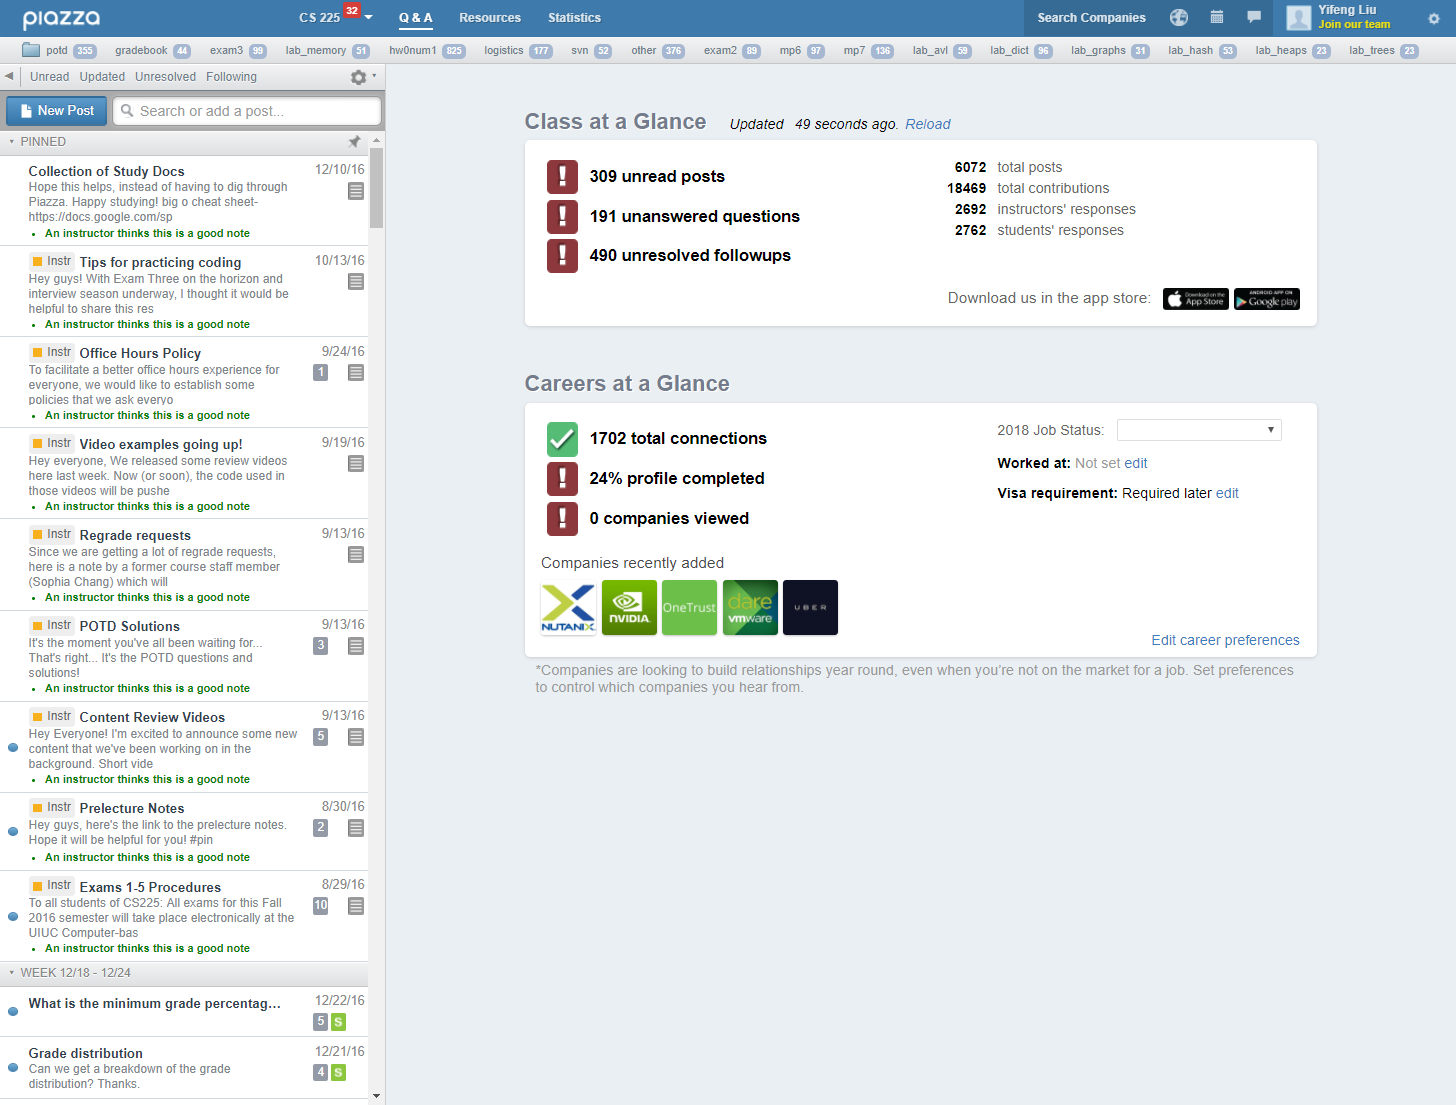 piazza
CS 225 32
Q & A
Resources
Statistics
Search Companies
Yifeng Liu
Join our team
potd 355 gradebook 44 exam3 99 lab_memory 51 hw0num1 825 logistics 177 svn 52 other 376 exam2 89 mp6 97 mp7 136 lab_avl 59 lab_dict 96 lab_graphs 31 lab_hash 53 lab_heaps 23 lab_trees 23
Unread Updated Unresolved Following
New Post
Search or add a post...
PINNED
Collection of Study Docs 12/10/16
Hope this helps, instead of having to dig through
Piazza. Happy studying! big o cheat sheet-
https://docs.google.com/sp
• An instructor thinks this is a good note
Instr Tips for practicing coding 10/13/16
Hey guys! With Exam Three on the horizon and
interview season underway, I thought it would be
helpful to share this res
• An instructor thinks this is a good note
Instr Office Hours Policy 9/24/16
To facilitate a better office hours experience for 1
everyone, we would like to establish some
policies that we ask everyo
• An instructor thinks this is a good note
Instr Video examples going up! 9/19/16
Hey everyone, We released some review videos
here last week. Now (or soon), the code used in
those videos will be pushe
• An instructor thinks this is a good note
Instr Regrade requests 9/13/16
Since we are getting a lot of regrade requests,
here is a note by a former course staff member
(Sophia Chang) which will
• An instructor thinks this is a good note
Instr POTD Solutions 9/13/16
It's the moment you've all been waiting for... 3
That's right... It's the POTD questions and
solutions!
• An instructor thinks this is a good note
Instr Content Review Videos 9/13/16
Hey Everyone! I'm excited to announce some new 5
content that we've been working on in the
background. Short vide
• An instructor thinks this is a good note
Instr Prelecture Notes 8/30/16
Hey guys, here's the link to the prelecture notes. 2
Hope it will be helpful for you! #pin
• An instructor thinks this is a good note
Instr Exams 1-5 Procedures 8/29/16
To all students of CS225: All exams for this Fall 10
2016 semester will take place electronically at the
UIUC Computer-bas
• An instructor thinks this is a good note
WEEK 12/18 - 12/24
What is the minimum grade percentag... 12/22/16
5 S
Grade distribution 12/21/16
Can we get a breakdown of the grade 4 S
distribution? Thanks.
Class at a Glance Updated 49 seconds ago. Reload
309 unread posts
191 unanswered questions
490 unresolved followups
6072 total posts
18469 total contributions
2692 instructors' responses
2762 students' responses
Download us in the app store: Download on the App Store ANDROID APP ON Google play
Careers at a Glance
1702 total connections
24% profile completed
0 companies viewed
2018 Job Status:
Worked at: Not set edit
Visa requirement: Required later edit
Companies recently added
NUTANIX. NVIDIA. OneTrust dare vmware UBER
Edit career preferences
*Companies are looking to build relationships year round, even when you're not on the market for a job. Set preferences
to control which companies you hear from.